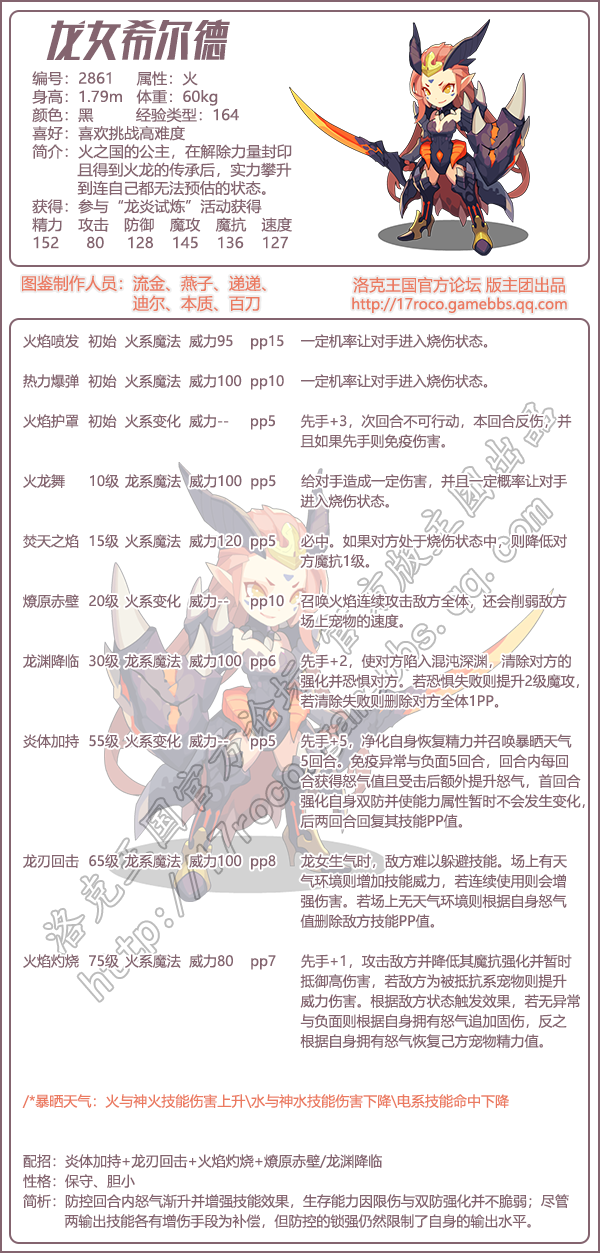 龙女希尔德
编号：2861 属性：火
身高：1.79m 体重：60kg
颜色：黑 经验类型：164
喜好：喜欢挑战高难度
简介：火之国的公主，在解除力量封印
且得到火龙的传承后，实力攀升
到连自己都无法预估的状态。
获得：参与“龙炎试炼”活动获得
精力 攻击 防御 魔攻 魔抗 速度
152 80 128 145 136 127
图鉴制作人员：流金、燕子、递递、
迪尔、本质、百刀
洛克王国官方论坛 版主团出品
http://17roco.gamebbs.qq.com
火焰喷发 初始 火系魔法 威力95 pp15 一定机率让对手进入烧伤状态。
热力爆弹 初始 火系魔法 威力100 pp10 一定机率让对手进入烧伤状态。
火焰护罩 初始 火系变化 威力-- pp5 先手+3，次回合不可行动，本回合反伤，并
且如果先手则免疫伤害。
火龙舞 10级 龙系魔法 威力100 pp5 给对手造成一定伤害，并且一定概率让对手
进入烧伤状态。
焚天之焰 15级 火系魔法 威力120 pp5 必中。如果对方处于烧伤状态中，则降低对
方魔抗1级。
燎原赤壁 20级 火系变化 威力-- pp10 召唤火焰连续攻击敌方全体，还会削弱敌方
场上宠物的速度。
龙渊降临 30级 龙系魔法 威力100 pp6 先手+2，使对方陷入混沌深渊，清除对方的
强化并恐惧对方。若恐惧失败则提升2级魔攻，
若清除失败则删除对方全体1PP。
炎体加持 55级 火系变化 威力-- pp5 先手+5，净化自身恢复精力并召唤暴晒天气
5回合。免疫异常与负面5回合，回合内每回
合获得怒气值且受击后额外提升怒气，首回合
强化自身双防并使能力属性暂时不会发生变化，
后两回合回复其技能PP值。
龙刃回击 65级 龙系魔法 威力100 pp8 龙女生气时，敌方难以躲避技能。场上有天
气环境则增加技能威力，若连续使用则会增
强伤害。若场上无天气环境则根据自身怒气
值删除敌方技能PP值。
火焰灼烧 75级 火系魔法 威力80 pp7 先手+1，攻击敌方并降低其魔抗强化并暂时
抵御高伤害，若敌方为被抵抗系宠物则提升
威力伤害。根据敌方状态触发效果，若无异常
与负面则根据自身拥有怒气追加固伤，反之
根据自身拥有怒气恢复己方宠物精力值。
洛克王国官方论坛 官方版主团出品
http://17roco.gamebbs.qq.com
/*暴晒天气：火与神火技能伤害上升\水与神水技能伤害下降\电系技能命中下降
配招：炎体加持+龙刃回击+火焰灼烧+燎原赤壁/龙渊降临
性格：保守、胆小
简析：防控回合内怒气渐升并增强技能效果，生存能力因限伤与双防强化并不脆弱；尽管
两输出技能各有增伤手段为补偿，但防控的锁强仍然限制了自身的输出水平。